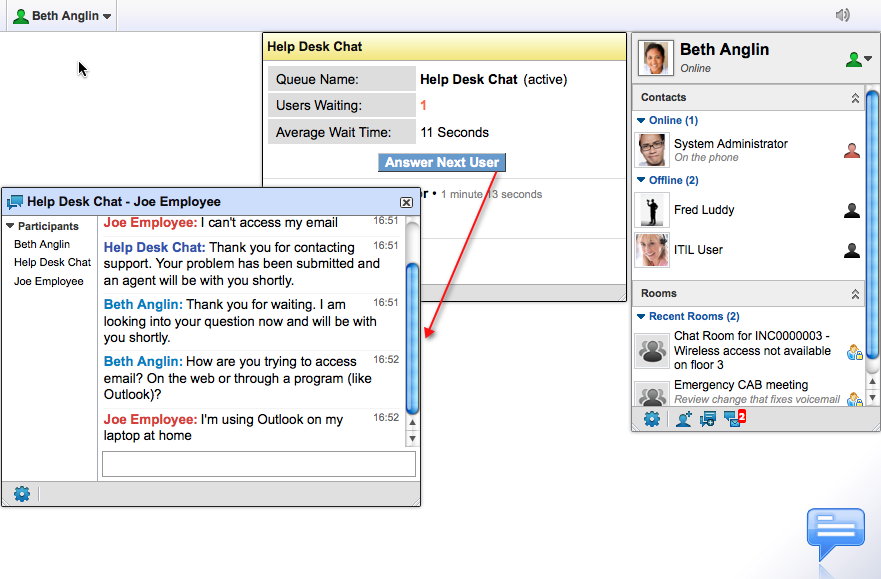 Beth Anglin
Help Desk Chat
Queue Name: Help Desk Chat (active)
Users Waiting: 1
Average Wait Time: 11 Seconds
Answer Next User
r • 1 minute 13 seconds
Help Desk Chat - Joe Employee
Participants
Beth Anglin
Help Desk Chat
Joe Employee
Joe Employee: I can't access my email 16:51
Help Desk Chat: Thank you for contacting 16:51
support. Your problem has been submitted and
an agent will be with you shortly.
Beth Anglin: Thank you for waiting. I am 16:51
looking into your question now and will be with
you shortly.
Beth Anglin: How are you trying to access 16:52
email? On the web or through a program (like
Outlook)?
Joe Employee: I'm using Outlook on my 16:52
laptop at home
Beth Anglin
Online
Contacts
Online (1)
System Administrator
On the phone
Offline (2)
Fred Luddy
ITIL User
Rooms
Recent Rooms (2)
Chat Room for INC0000003 -
Wireless access not available
on floor 3
Emergency CAB meeting
Review change that fixes voicemail
2